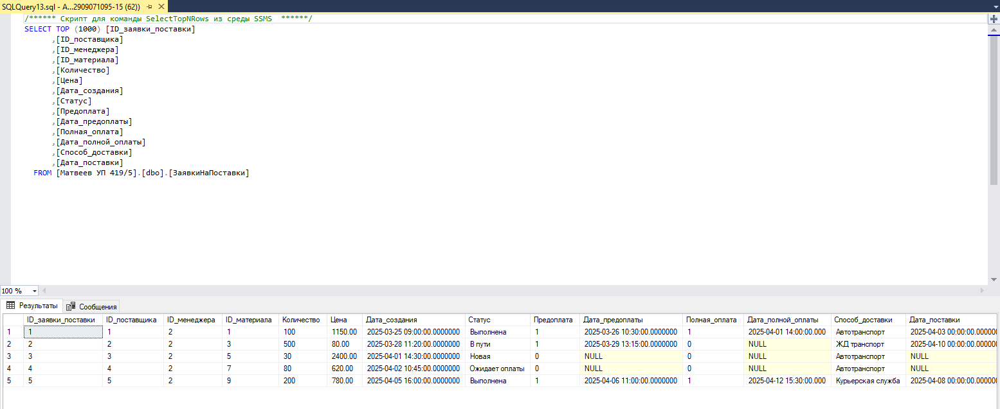 SQLQuery13.sql - A...2909071095-15 (62))
/****** Скрипт для команды SelectTopNRows из среды SSMS  ******/
SELECT TOP (1000) [ID_заявки_поставки]
,[ID_поставщика]
,[ID_менеджера]
,[ID_материала]
,[Количество]
,[Цена]
,[Дата_создания]
,[Статус]
,[Предоплата]
,[Дата_предоплаты]
,[Полная_оплата]
,[Дата_полной_оплаты]
,[Способ_доставки]
,[Дата_поставки]
FROM [Матвеев УП 419/5].[dbo].[ЗаявкиНаПоставки]
100 %
Результаты Сообщения
ID_заявки_поставки ID_поставщика ID_менеджера ID_материала Количество Цена Дата_создания Статус Предоплата Дата_предоплаты Полная_оплата Дата_полной_оплаты Способ_доставки Дата_поставки
1 1 1 2 1 100 1150.00 2025-03-25 09:00:00.0000000 Выполнена 1 2025-03-26 10:30:00.0000000 1 2025-04-01 14:00:00.000 Автотранспорт 2025-04-03 00:00:00.000000
2 2 2 2 3 500 80.00 2025-03-28 11:20:00.0000000 В пути 1 2025-03-29 13:15:00.0000000 0 NULL ЖД транспорт 2025-04-10 00:00:00.000000
3 3 3 2 5 30 2400.00 2025-04-01 14:30:00.0000000 Новая 0 NULL 0 NULL Автотранспорт NULL
4 4 4 2 7 80 620.00 2025-04-02 10:45:00.0000000 Ожидает оплаты 0 NULL 0 NULL Автотранспорт NULL
5 5 5 2 9 200 780.00 2025-04-05 16:00:00.0000000 Выполнена 1 2025-04-06 11:00:00.0000000 1 2025-04-12 15:30:00.000 Курьерская служба 2025-04-08 00:00:00.000000